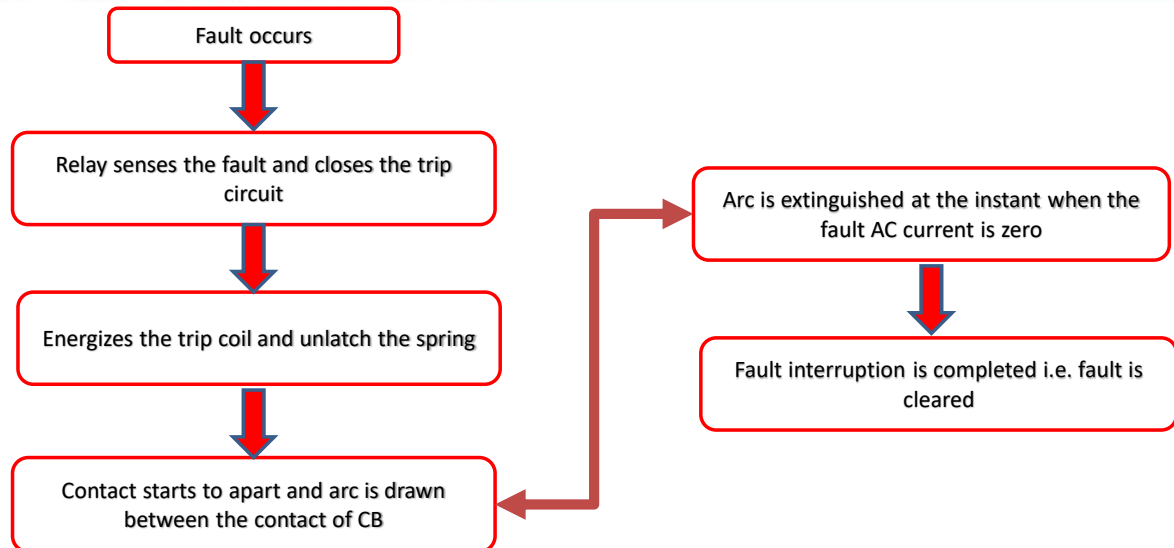 Fault occurs
Relay senses the fault and closes the trip
circuit
Energizes the trip coil and unlatch the spring
Contact starts to apart and arc is drawn
between the contact of CB
Arc is extinguished at the instant when the
fault AC current is zero
Fault interruption is completed i.e. fault is
cleared